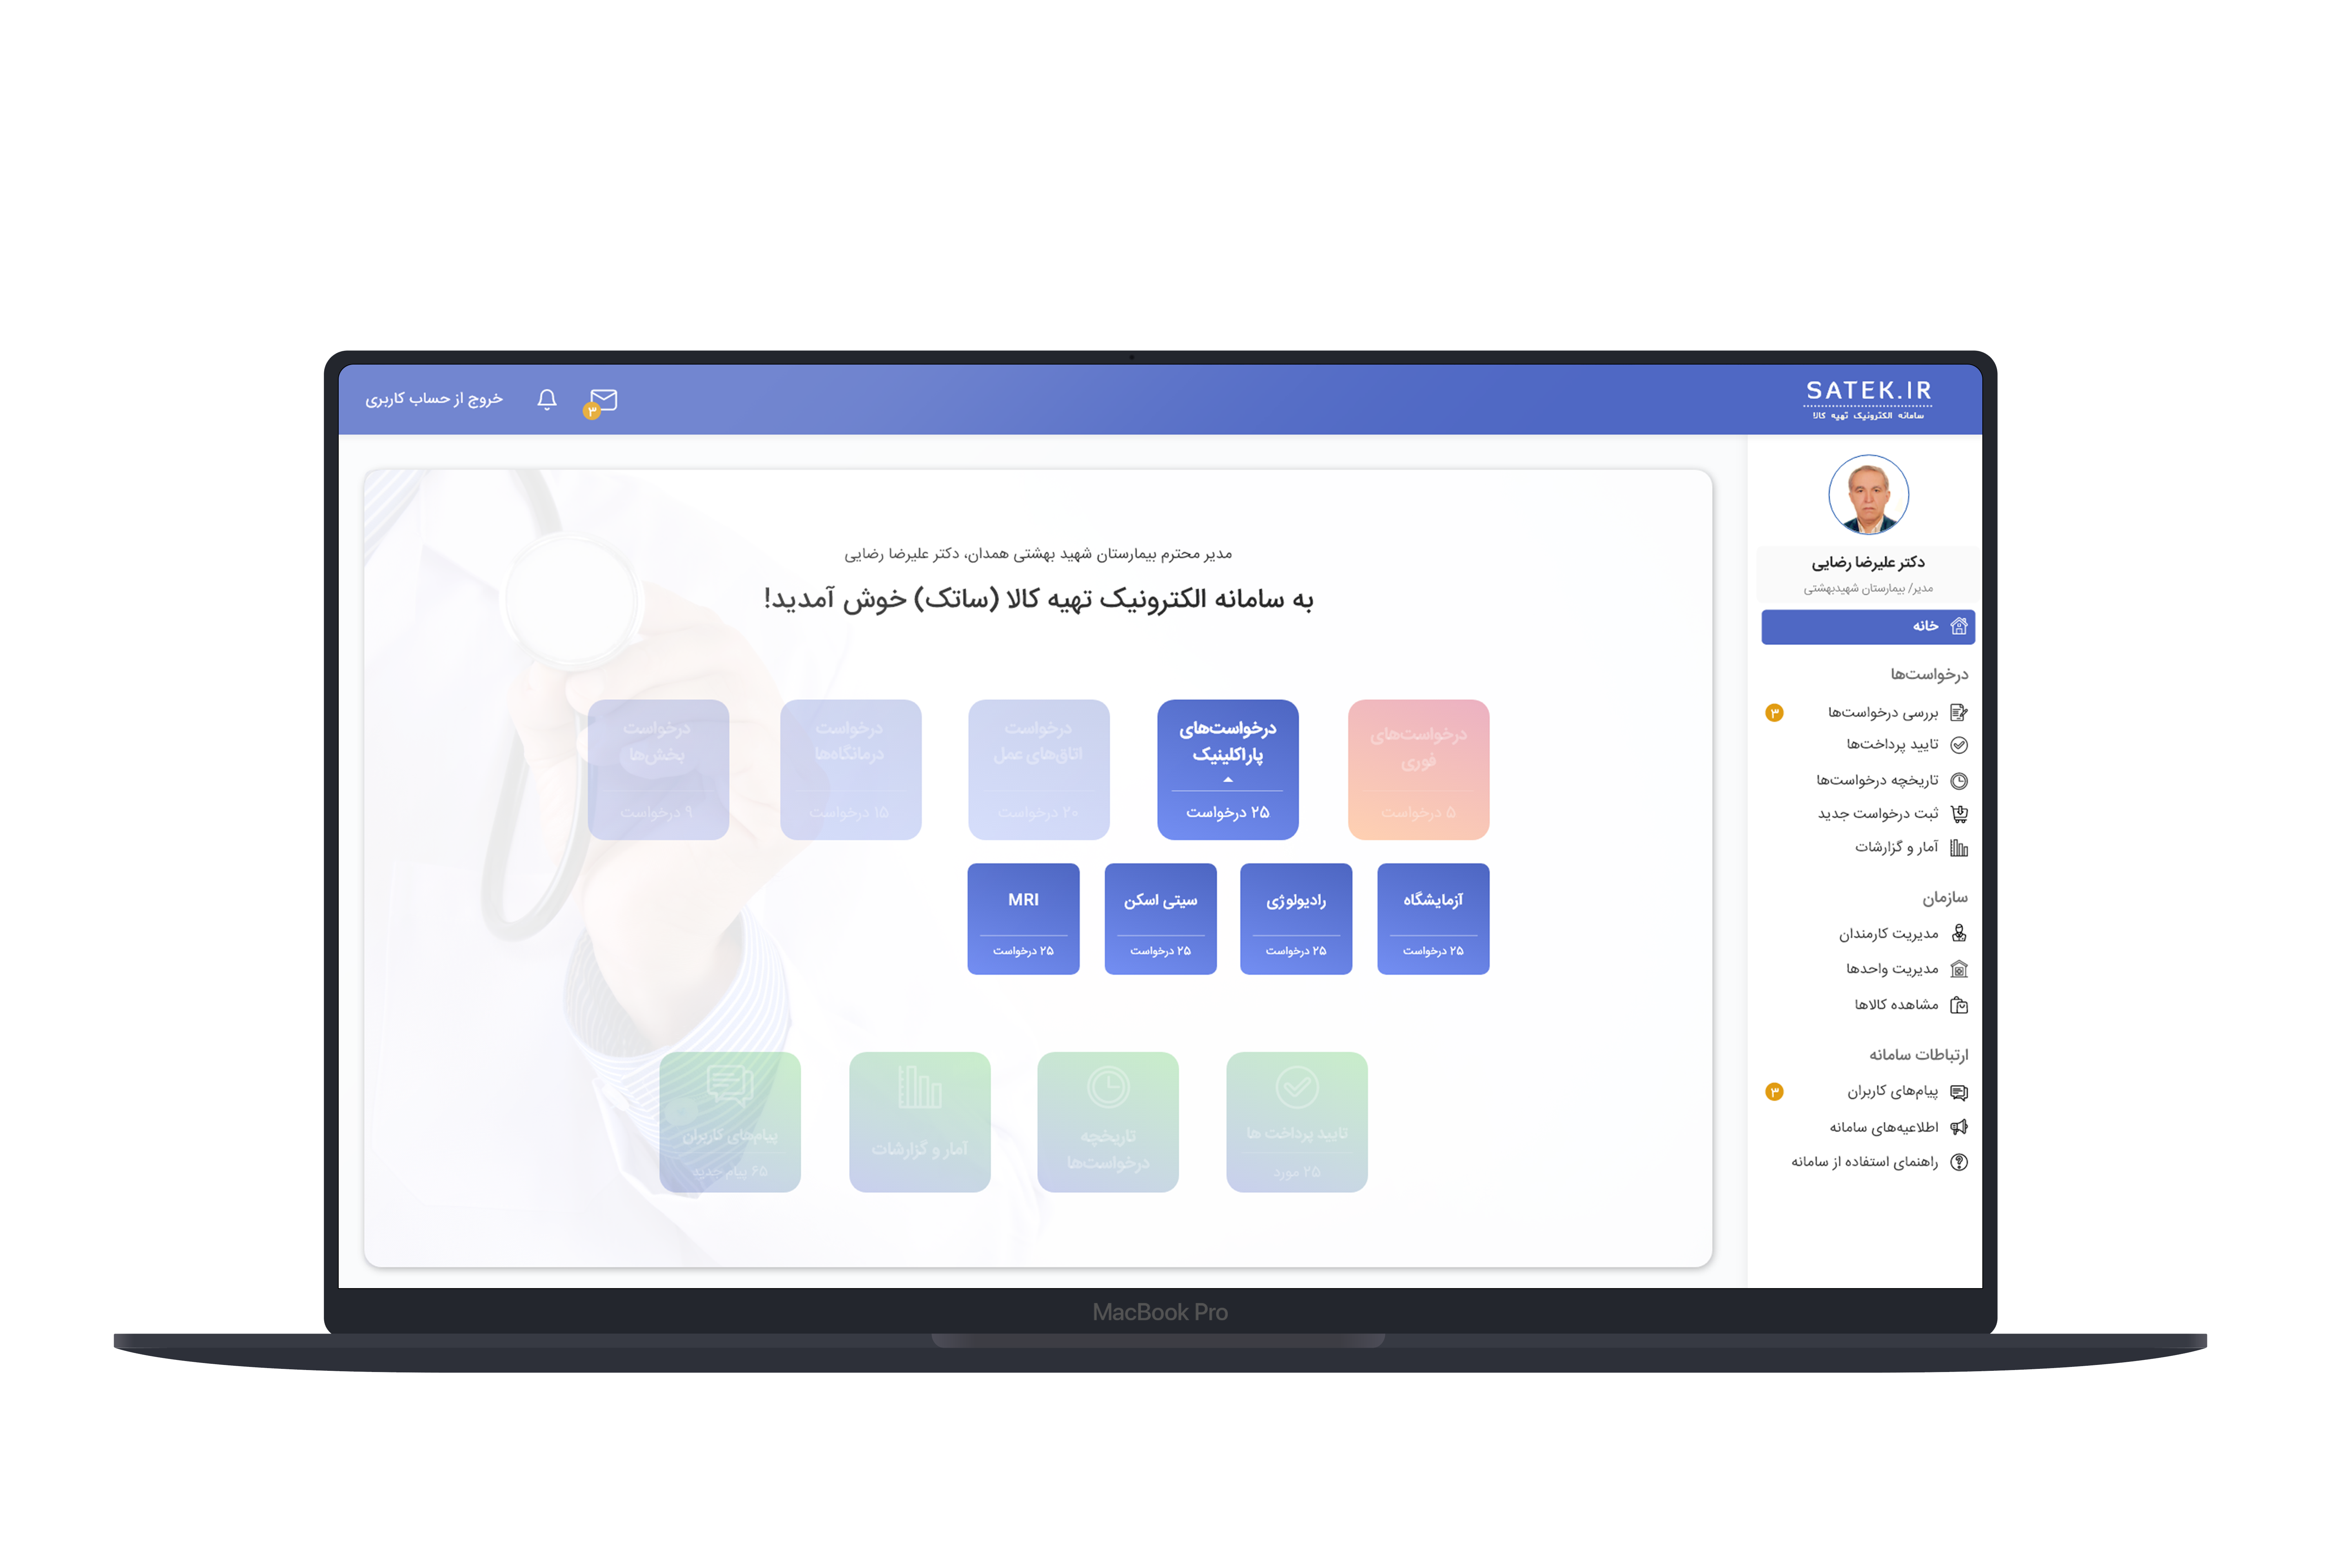 SATEK.IR
سامانه الکترونیک تهیه کالا
۳
خروج از حساب کاربری
دکتر علیرضا رضایی
مدیر/ بیمارستان شهیدبهشتی
خانه
درخواست‌ها
بررسی درخواست‌ها
۳
تایید پرداخت‌ها
تاریخچه درخواست‌ها
ثبت درخواست جدید
آمار و گزارشات
سازمان
مدیریت کارمندان
مدیریت واحدها
مشاهده کالاها
ارتباطات سامانه
پیام‌های کاربران
۳
اطلاعیه‌های سامانه
راهنمای استفاده از سامانه
مدیر محترم بیمارستان شهید بهشتی همدان، دکتر علیرضا رضایی
به سامانه الکترونیک تهیه کالا (ساتک) خوش آمدید!
درخواست‌های
فوری
۵ درخواست
درخواست‌های
پاراکلینیک
۲۵ درخواست
درخواست
اتاق‌های عمل
۲۰ درخواست
درخواست
درمانگاه‌ها
۱۵ درخواست
درخواست
بخش‌ها
۹ درخواست
آزمایشگاه
۲۵ درخواست
رادیولوژی
۲۵ درخواست
سیتی اسکن
۲۵ درخواست
MRI
۲۵ درخواست
تایید پرداخت ها
۲۵ مورد
تاریخچه
درخواست‌ها
آمار و گزارشات
پیام‌های کاربران
۶۵ پیام جدید
MacBook Pro